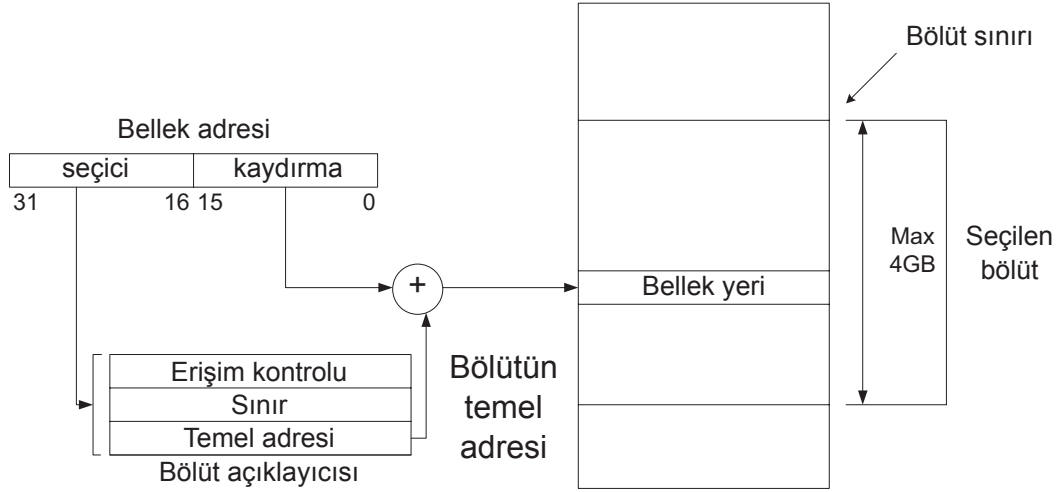 Bölüt sınırı
Bellek adresi
seçici kaydırma
31 16 15 0
Max
4GB
Seçilen
bölüt
+
Bellek yeri
Erişim kontrolu
Sınır
Temel adresi
Bölüt açıklayıcısı
Bölütün
temel
adresi